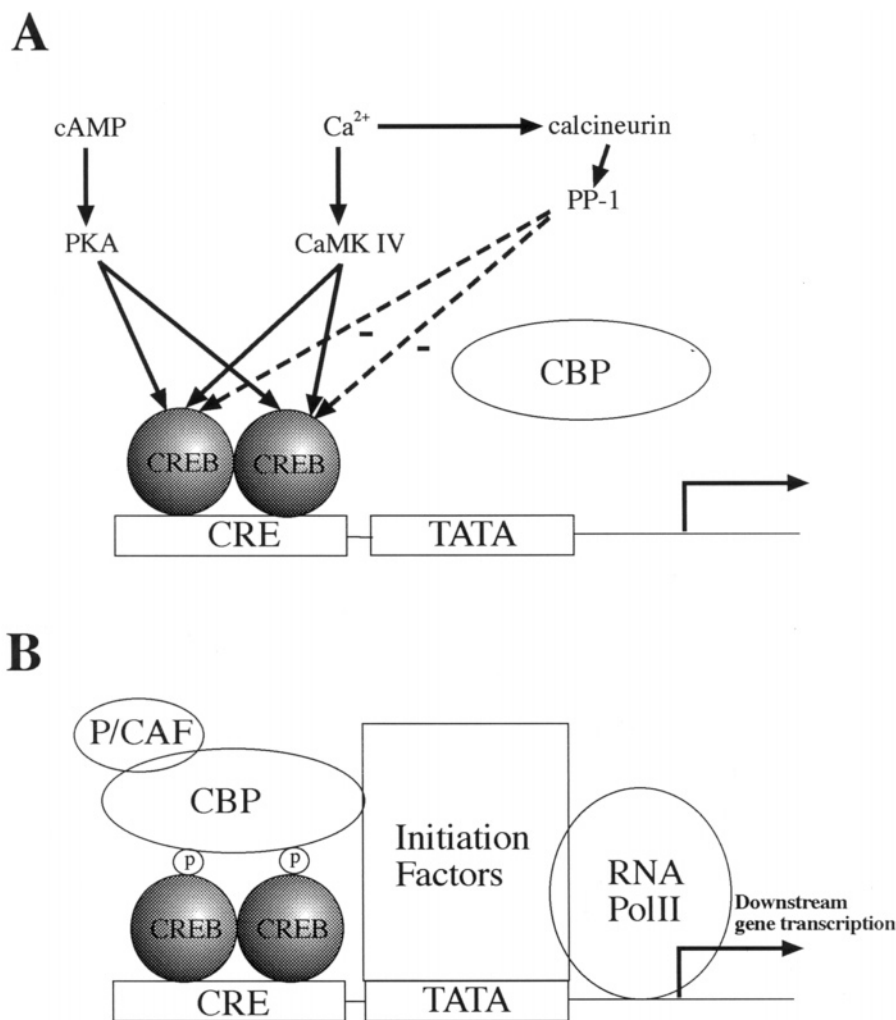 A
cAMP
Ca²⁺
calcineurin
PP-1
PKA
CaMK IV
-
-
CBP
CREB
CREB
CRE
TATA
B
P/CAF
CBP
Initiation
Factors
RNA
PolII
P
P
Downstream
gene transcription
CREB
CREB
CRE
TATA